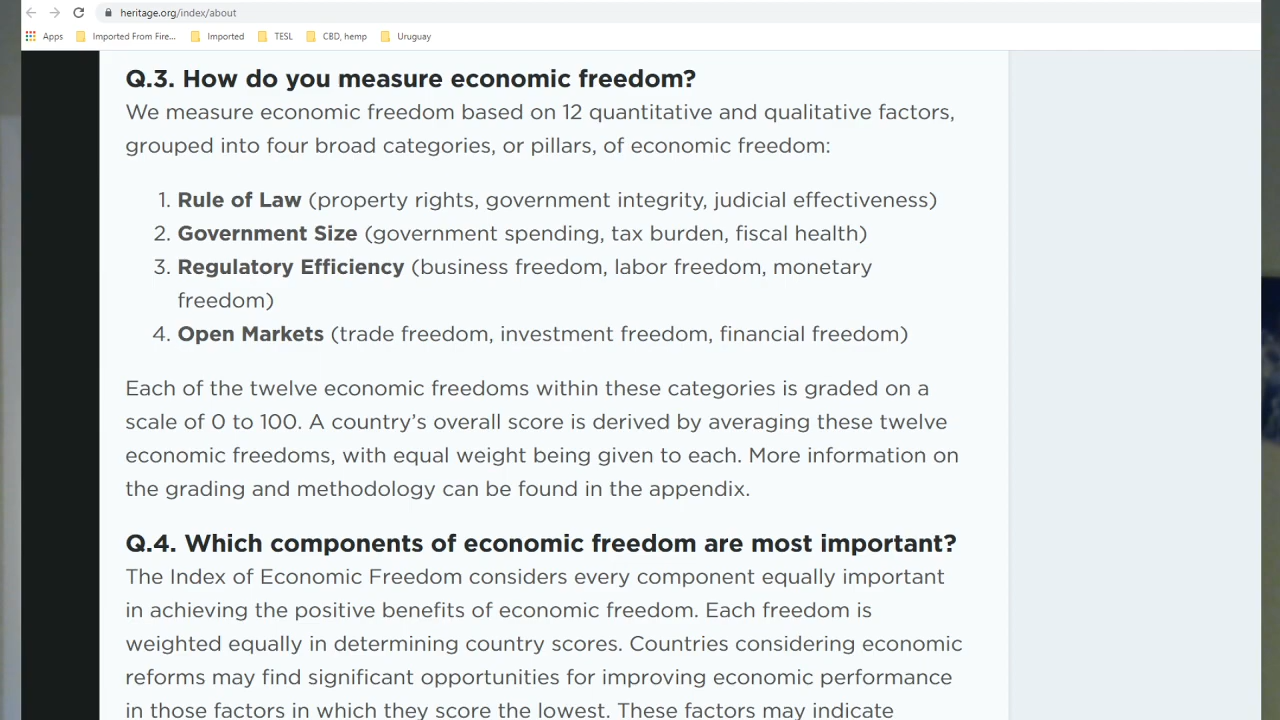 heritage.org/index/about
Apps Imported From Fire... Imported TESL CBD, hemp Uruguay
Q.3. How do you measure economic freedom?
We measure economic freedom based on 12 quantitative and qualitative factors,
grouped into four broad categories, or pillars, of economic freedom:
1. Rule of Law (property rights, government integrity, judicial effectiveness)
2. Government Size (government spending, tax burden, fiscal health)
3. Regulatory Efficiency (business freedom, labor freedom, monetary
freedom)
4. Open Markets (trade freedom, investment freedom, financial freedom)
Each of the twelve economic freedoms within these categories is graded on a
scale of 0 to 100. A country’s overall score is derived by averaging these twelve
economic freedoms, with equal weight being given to each. More information on
the grading and methodology can be found in the appendix.
Q.4. Which components of economic freedom are most important?
The Index of Economic Freedom considers every component equally important
in achieving the positive benefits of economic freedom. Each freedom is
weighted equally in determining country scores. Countries considering economic
reforms may find significant opportunities for improving economic performance
in those factors in which they score the lowest. These factors may indicate